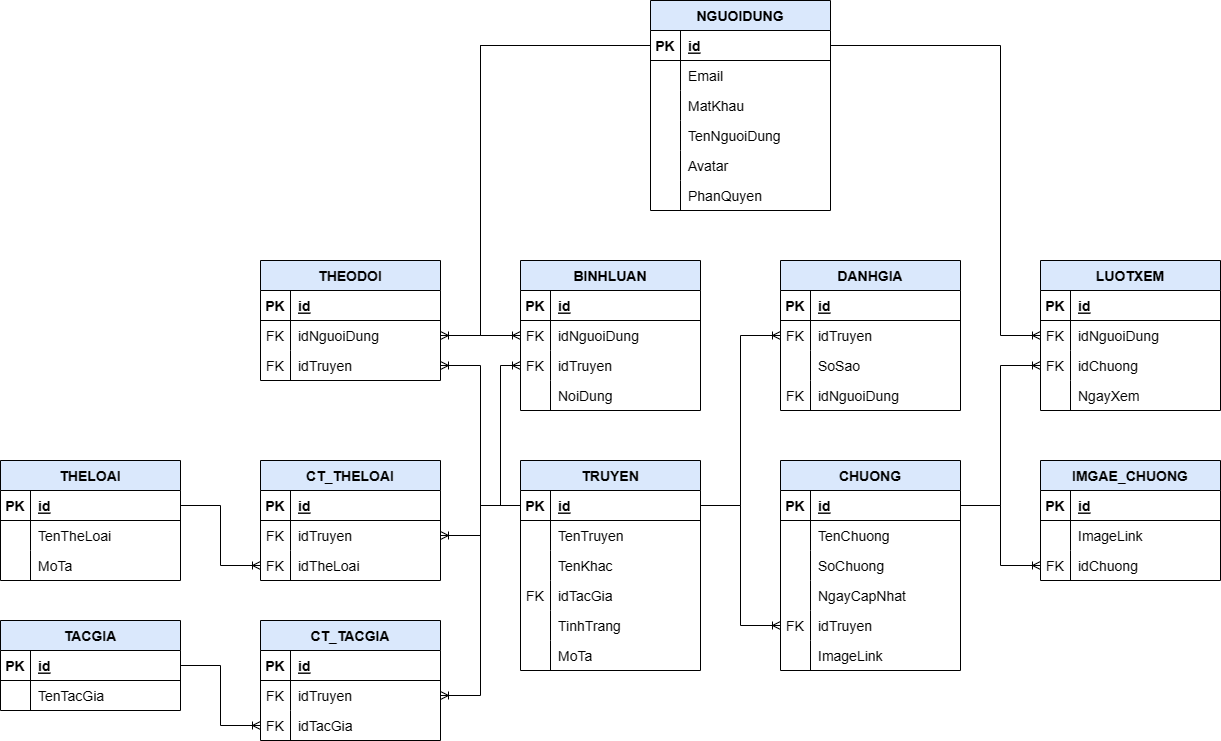 NGUOIDUNG
PK id
Email
MatKhau
TenNguoiDung
Avatar
PhanQuyen
THEODOI
PK id
FK idNguoiDung
FK idTruyen
BINHLUAN
PK id
FK idNguoiDung
FK idTruyen
NoiDung
DANHGIA
PK id
FK idTruyen
SoSao
FK idNguoiDung
LUOTXEM
PK id
FK idNguoiDung
FK idChuong
NgayXem
THELOAI
PK id
TenTheLoai
MoTa
CT_THELOAI
PK id
FK idTruyen
FK idTheLoai
TRUYEN
PK id
TenTruyen
TenKhac
FK idTacGia
TinhTrang
MoTa
CHUONG
PK id
TenChuong
SoChuong
NgayCapNhat
FK idTruyen
ImageLink
IMGAE_CHUONG
PK id
ImageLink
FK idChuong
TACGIA
PK id
TenTacGia
CT_TACGIA
PK id
FK idTruyen
FK idTacGia